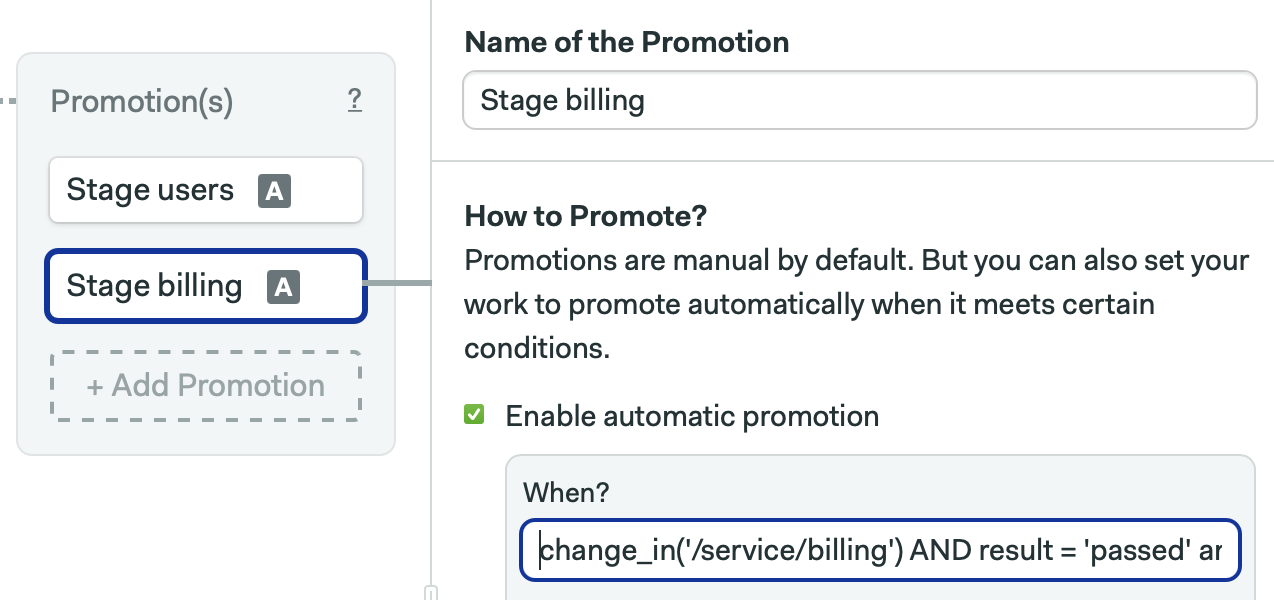 Promotion(s) ?
Stage users A
Stage billing A
+ Add Promotion
Name of the Promotion
Stage billing
How to Promote?
Promotions are manual by default. But you can also set your
work to promote automatically when it meets certain
conditions.
Enable automatic promotion
When?
change_in('/service/billing') AND result = 'passed'